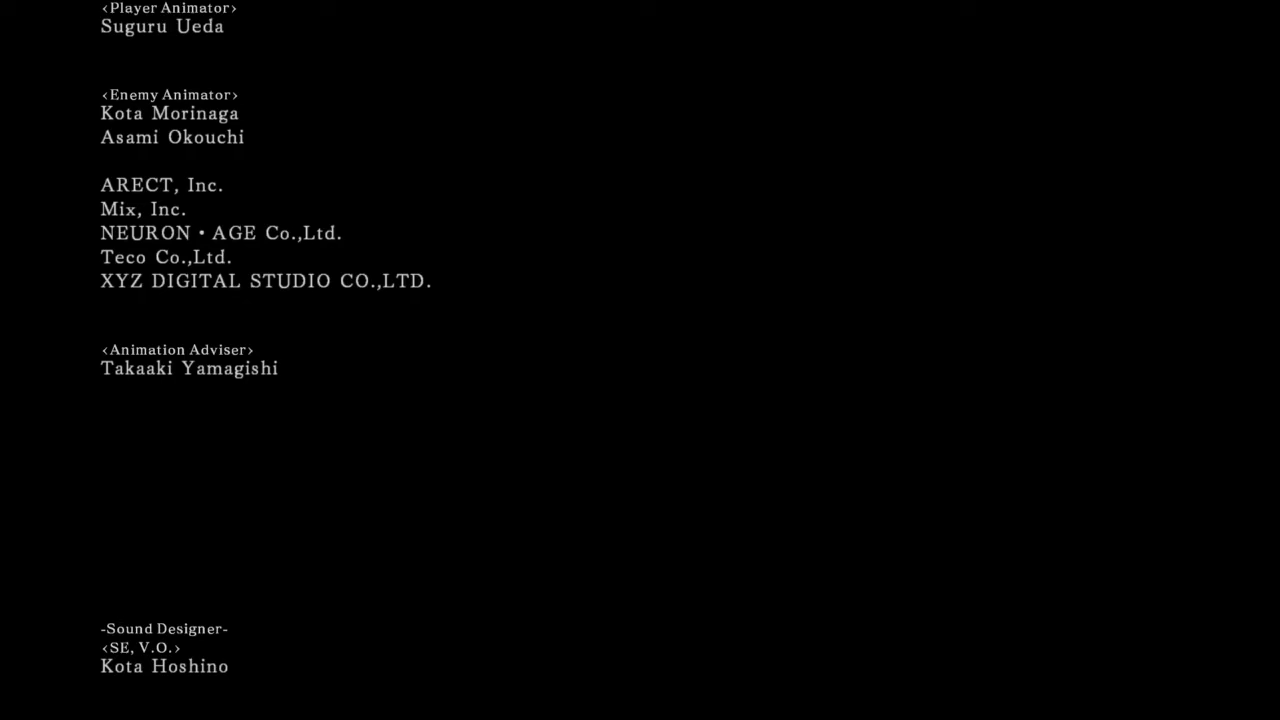 ‹Player Animator›
Suguru Ueda
‹Enemy Animator›
Kota Morinaga
Asami Okouchi
ARECT, Inc.
Mix, Inc.
NEURON・AGE Co.,Ltd.
Teco Co.,Ltd.
XYZ DIGITAL STUDIO CO.,LTD.
‹Animation Adviser›
Takaaki Yamagishi
-Sound Designer-
‹SE, V.O.›
Kota Hoshino